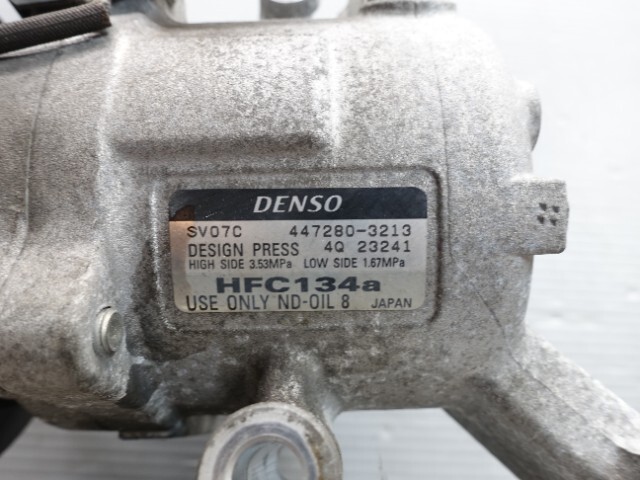 DENSO
SV07C 447280-3213
DESIGN PRESS 4Q 23241
HIGH SIDE 3.53MPa LOW SIDE 1.67MPa
HFC134a
USE ONLY ND-OIL 8 JAPAN